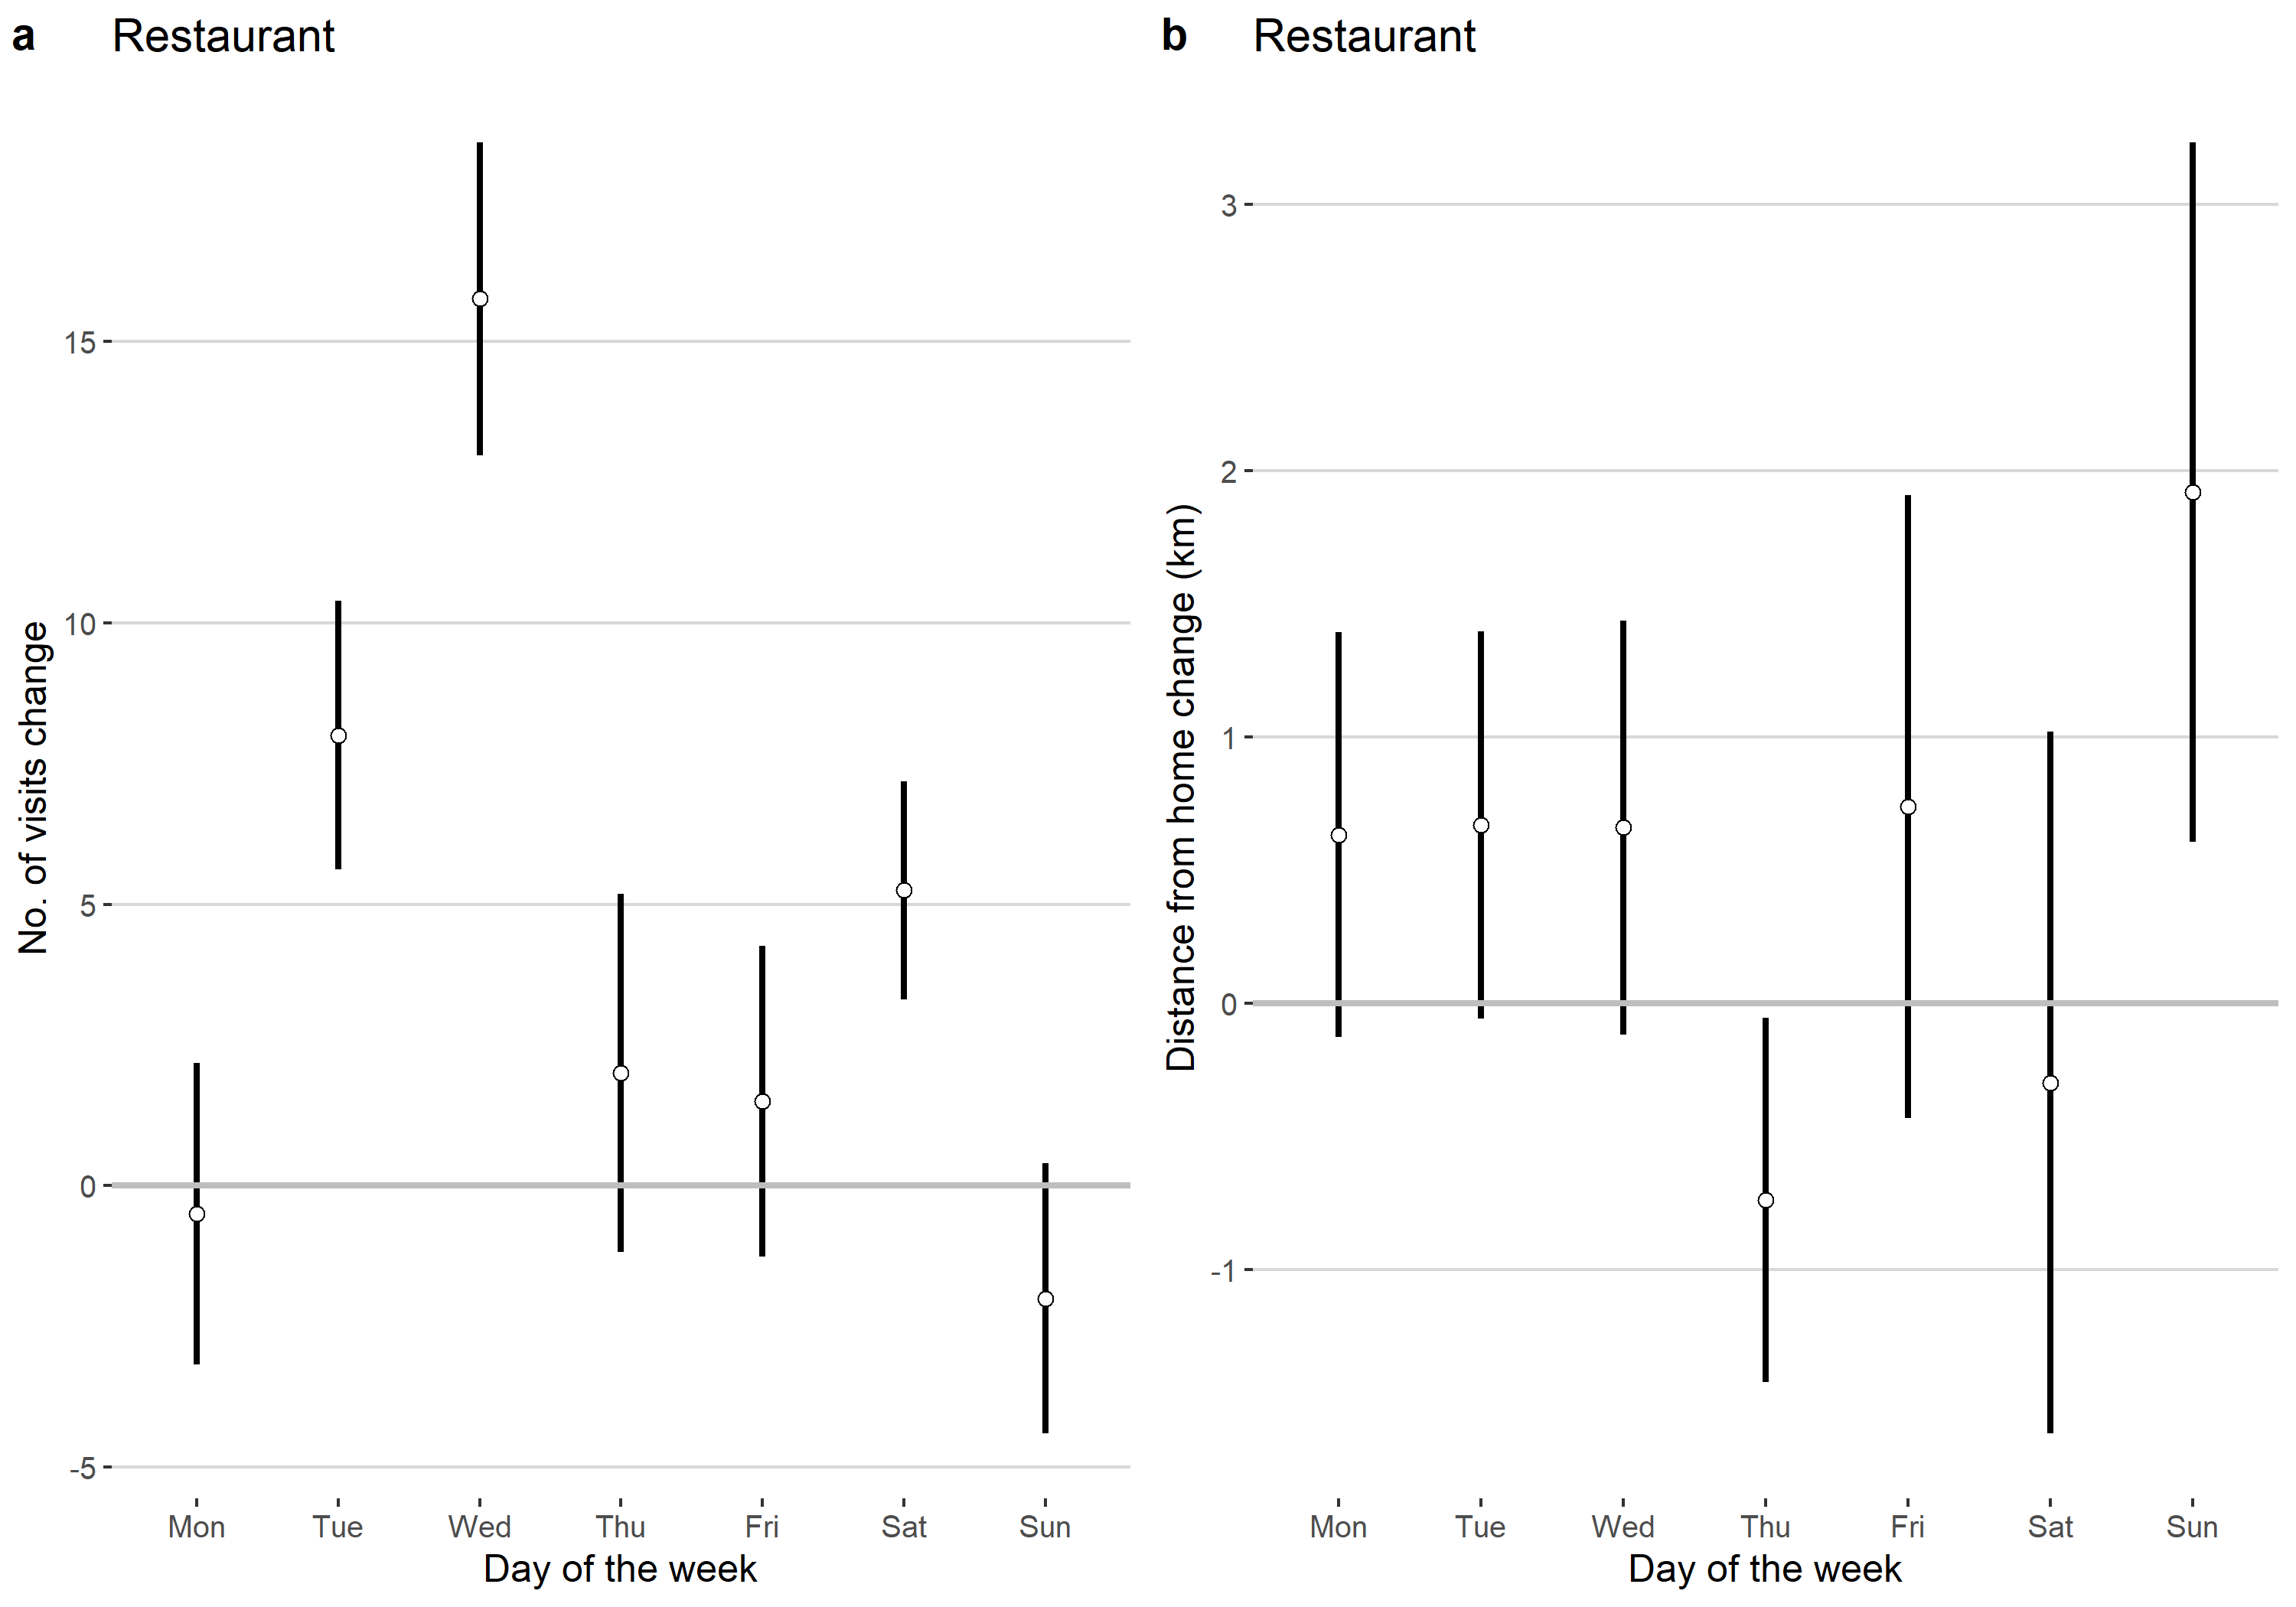 a Restaurant
No. of visits change
15
10
5
0
-5
Mon Tue Wed Thu Fri Sat Sun
Day of the week
b Restaurant
Distance from home change (km)
3
2
1
0
-1
Mon Tue Wed Thu Fri Sat Sun
Day of the week